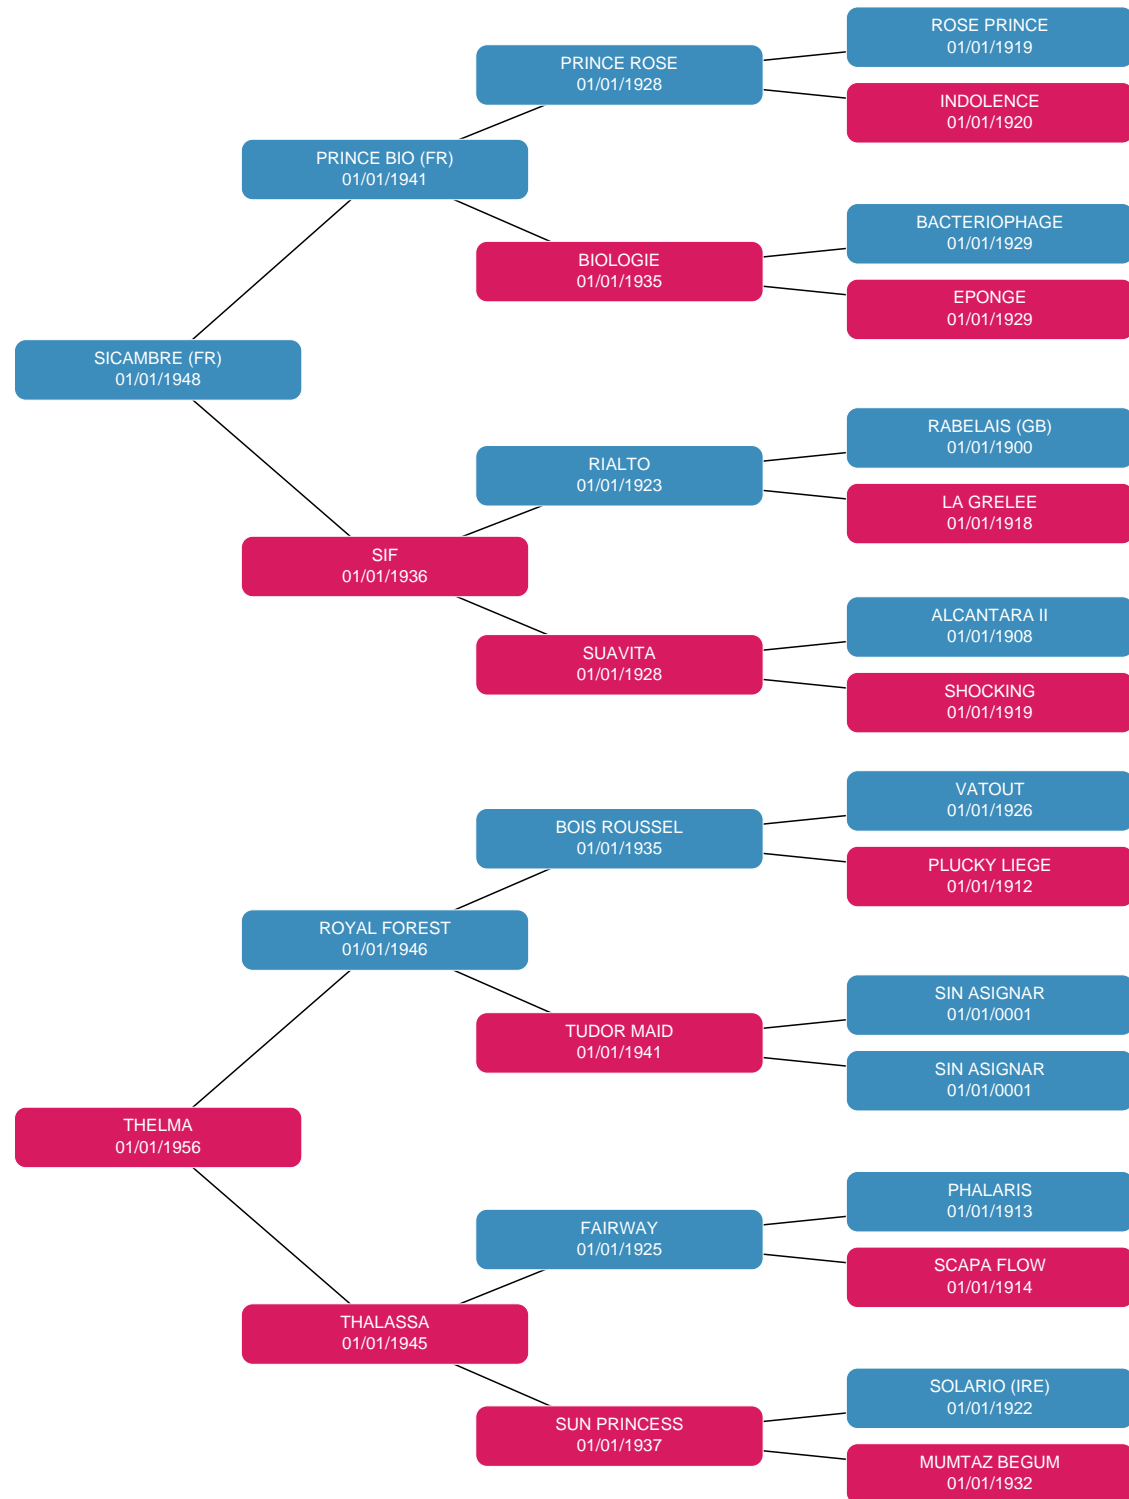 ROSE PRINCE
01/01/1919
PRINCE ROSE
01/01/1928
INDOLENCE
01/01/1920
PRINCE BIO (FR)
01/01/1941
BACTERIOPHAGE
01/01/1929
BIOLOGIE
01/01/1935
EPONGE
01/01/1929
SICAMBRE (FR)
01/01/1948
RABELAIS (GB)
01/01/1900
RIALTO
01/01/1923
LA GRELEE
01/01/1918
SIF
01/01/1936
ALCANTARA II
01/01/1908
SUAVITA
01/01/1928
SHOCKING
01/01/1919
VATOUT
01/01/1926
BOIS ROUSSEL
01/01/1935
PLUCKY LIEGE
01/01/1912
ROYAL FOREST
01/01/1946
SIN ASIGNAR
01/01/0001
TUDOR MAID
01/01/1941
SIN ASIGNAR
01/01/0001
THELMA
01/01/1956
PHALARIS
01/01/1913
FAIRWAY
01/01/1925
SCAPA FLOW
01/01/1914
THALASSA
01/01/1945
SOLARIO (IRE)
01/01/1922
SUN PRINCESS
01/01/1937
MUMTAZ BEGUM
01/01/1932